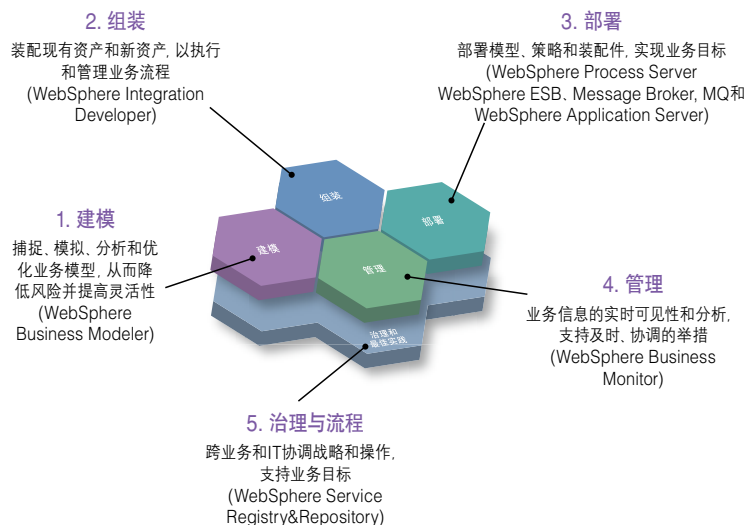 2. 组装
装配现有资产和新资产, 以执行
和管理业务流程
(WebSphere Integration
Developer)
3. 部署
部署模型、策略和装配件, 实现业务目标
(WebSphere Process Server
WebSphere ESB、Message Broker, MQ和
WebSphere Application Server)
组装
部署
建模
管理
治理和
最佳实践
1. 建模
捕捉、模拟、分析和优
化业务模型, 从而降
低风险并提高灵活性
(WebSphere
Business Modeler)
4. 管理
业务信息的实时可见性和分析,
支持及时、协调的举措
(WebSphere Business
Monitor)
5. 治理与流程
跨业务和IT协调战略和操作,
支持业务目标
(WebSphere Service
Registry&Repository)